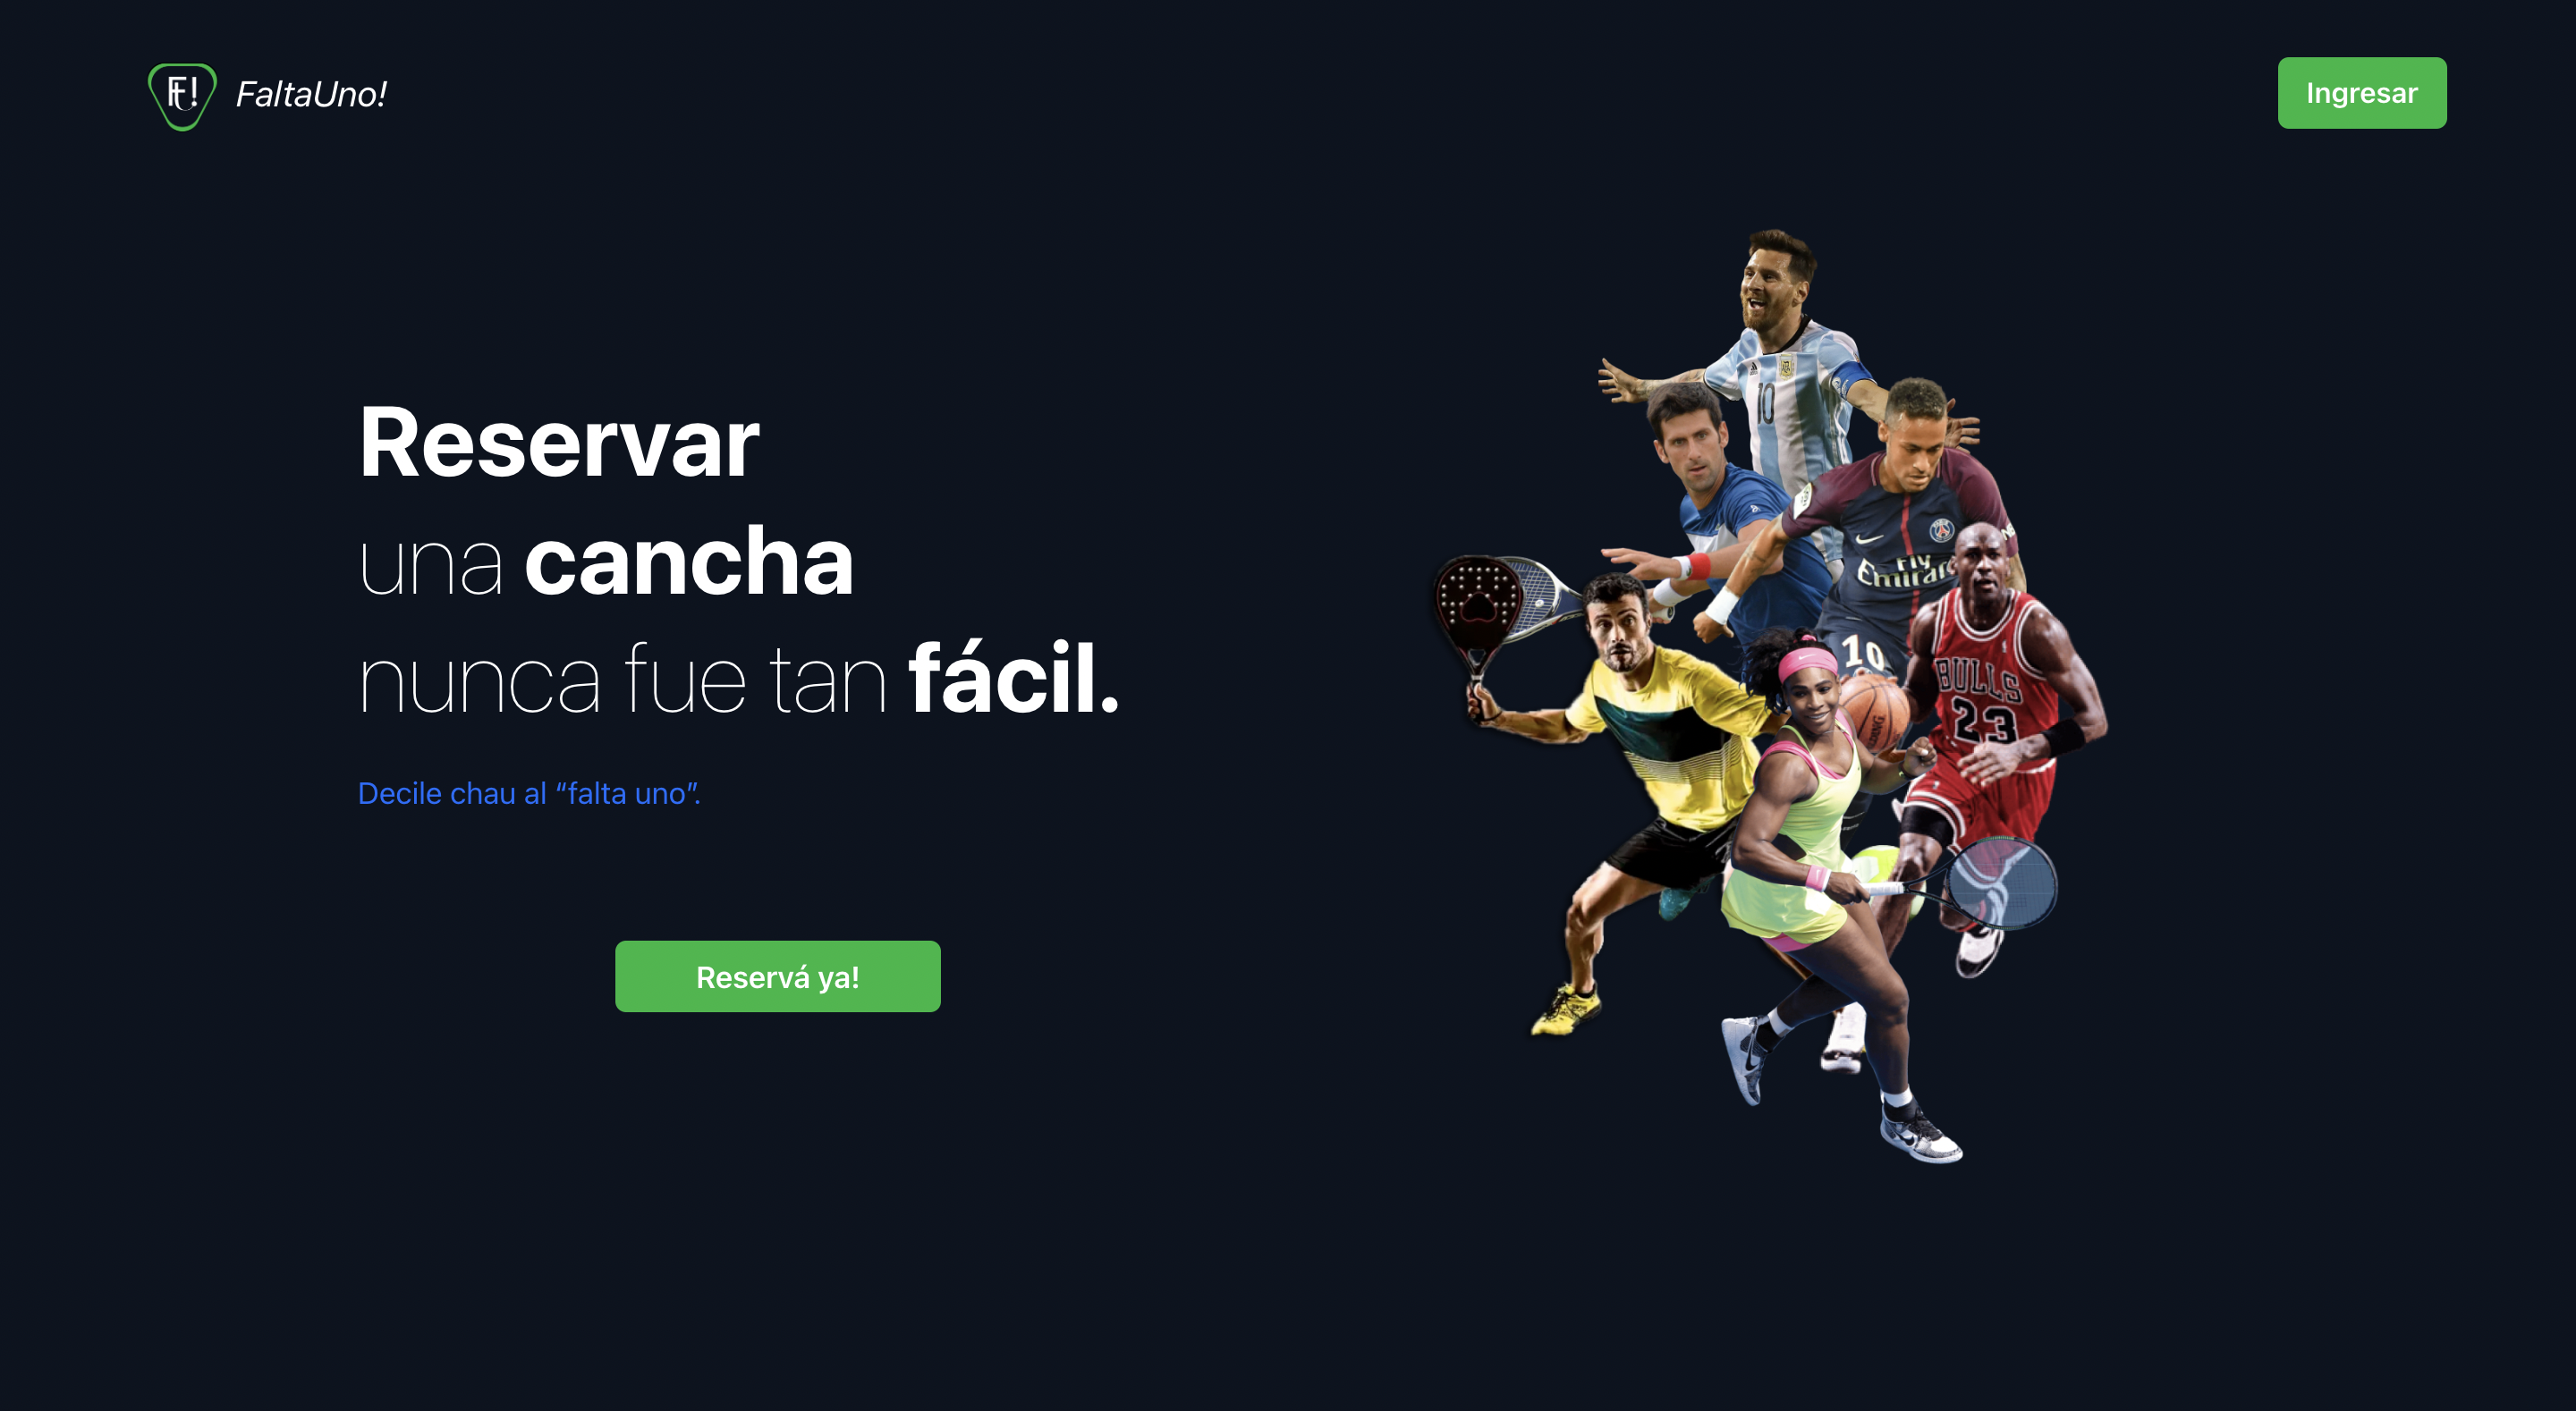 F!
FaltaUno!
Ingresar
Reservar
una cancha
nunca fue tan fácil.
Decile chau al “falta uno”.
Reservá ya!
10
Fly
Emirates
10
BULLS
23